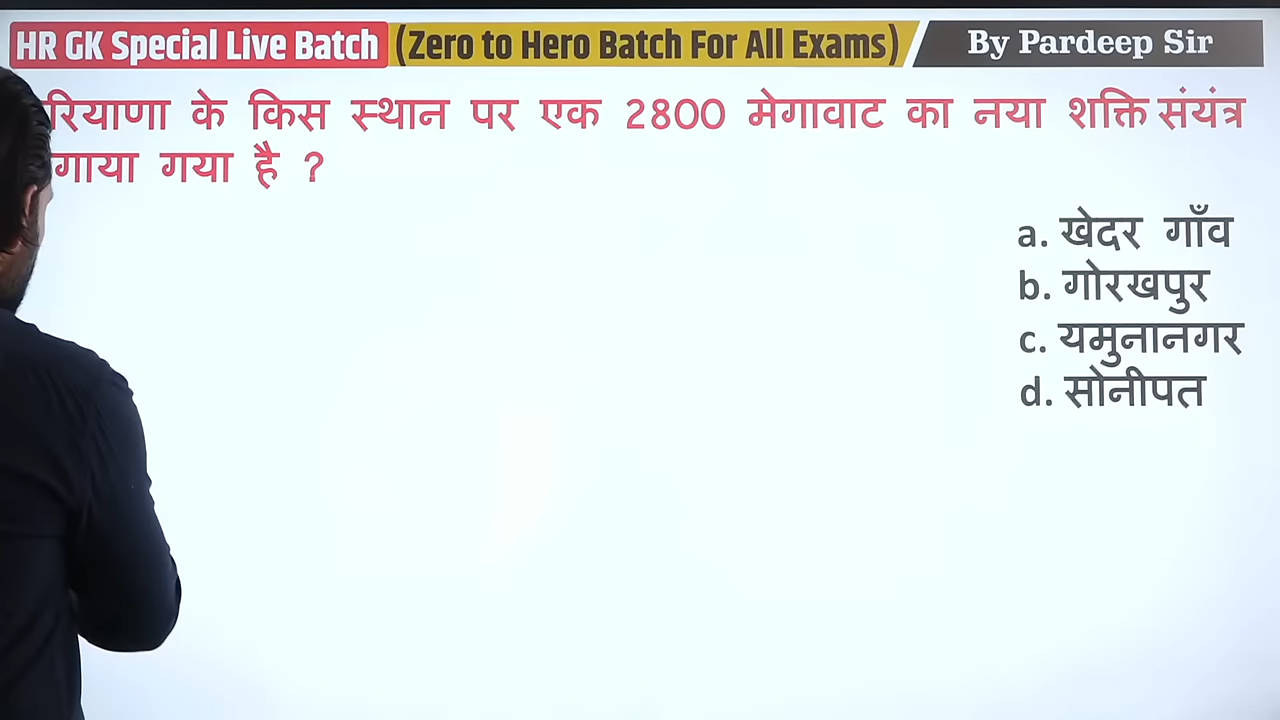 HR GK Special Live Batch (Zero to Hero Batch For All Exams) By Pardeep Sir
रियाणा के किस स्थान पर एक 2800 मेगावाट का नया शक्ति संयंत्र
गाया गया है ?
a. खेदर गाँव
b. गोरखपुर
c. यमुनानगर
d. सोनीपत